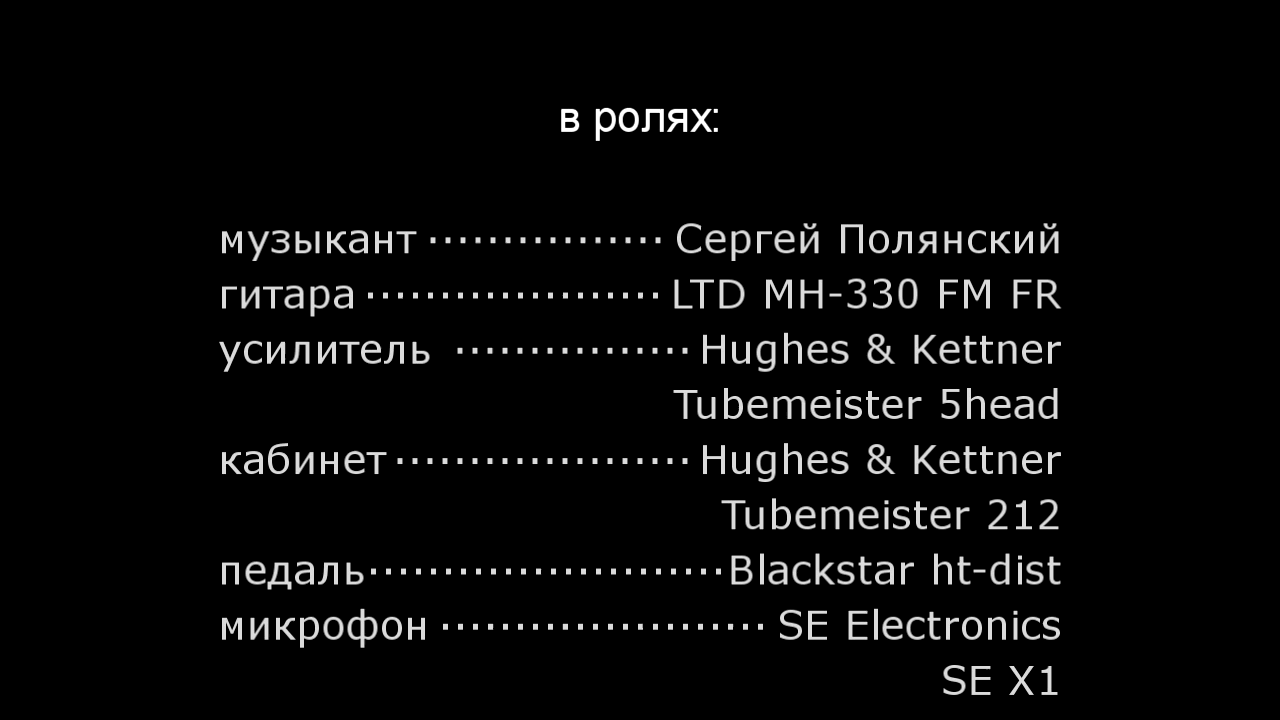 в ролях:
музыкант ················ Сергей Полянский
гитара ···················· LTD MH-330 FM FR
усилитель ················ Hughes & Kettner
Tubemeister 5head
кабинет ···················· Hughes & Kettner
Tubemeister 212
педаль························Blackstar ht-dist
микрофон ······················ SE Electronics
SE X1